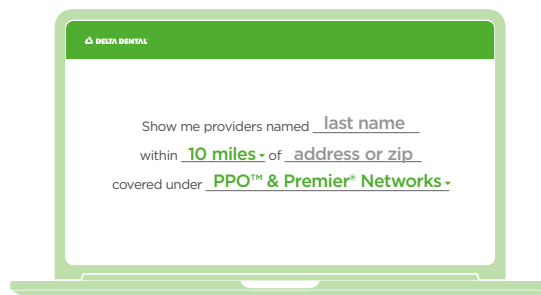 DELTA DENTAL
Show me providers named last name
within 10 miles of address or zip
covered under PPO™ & Premier® Networks